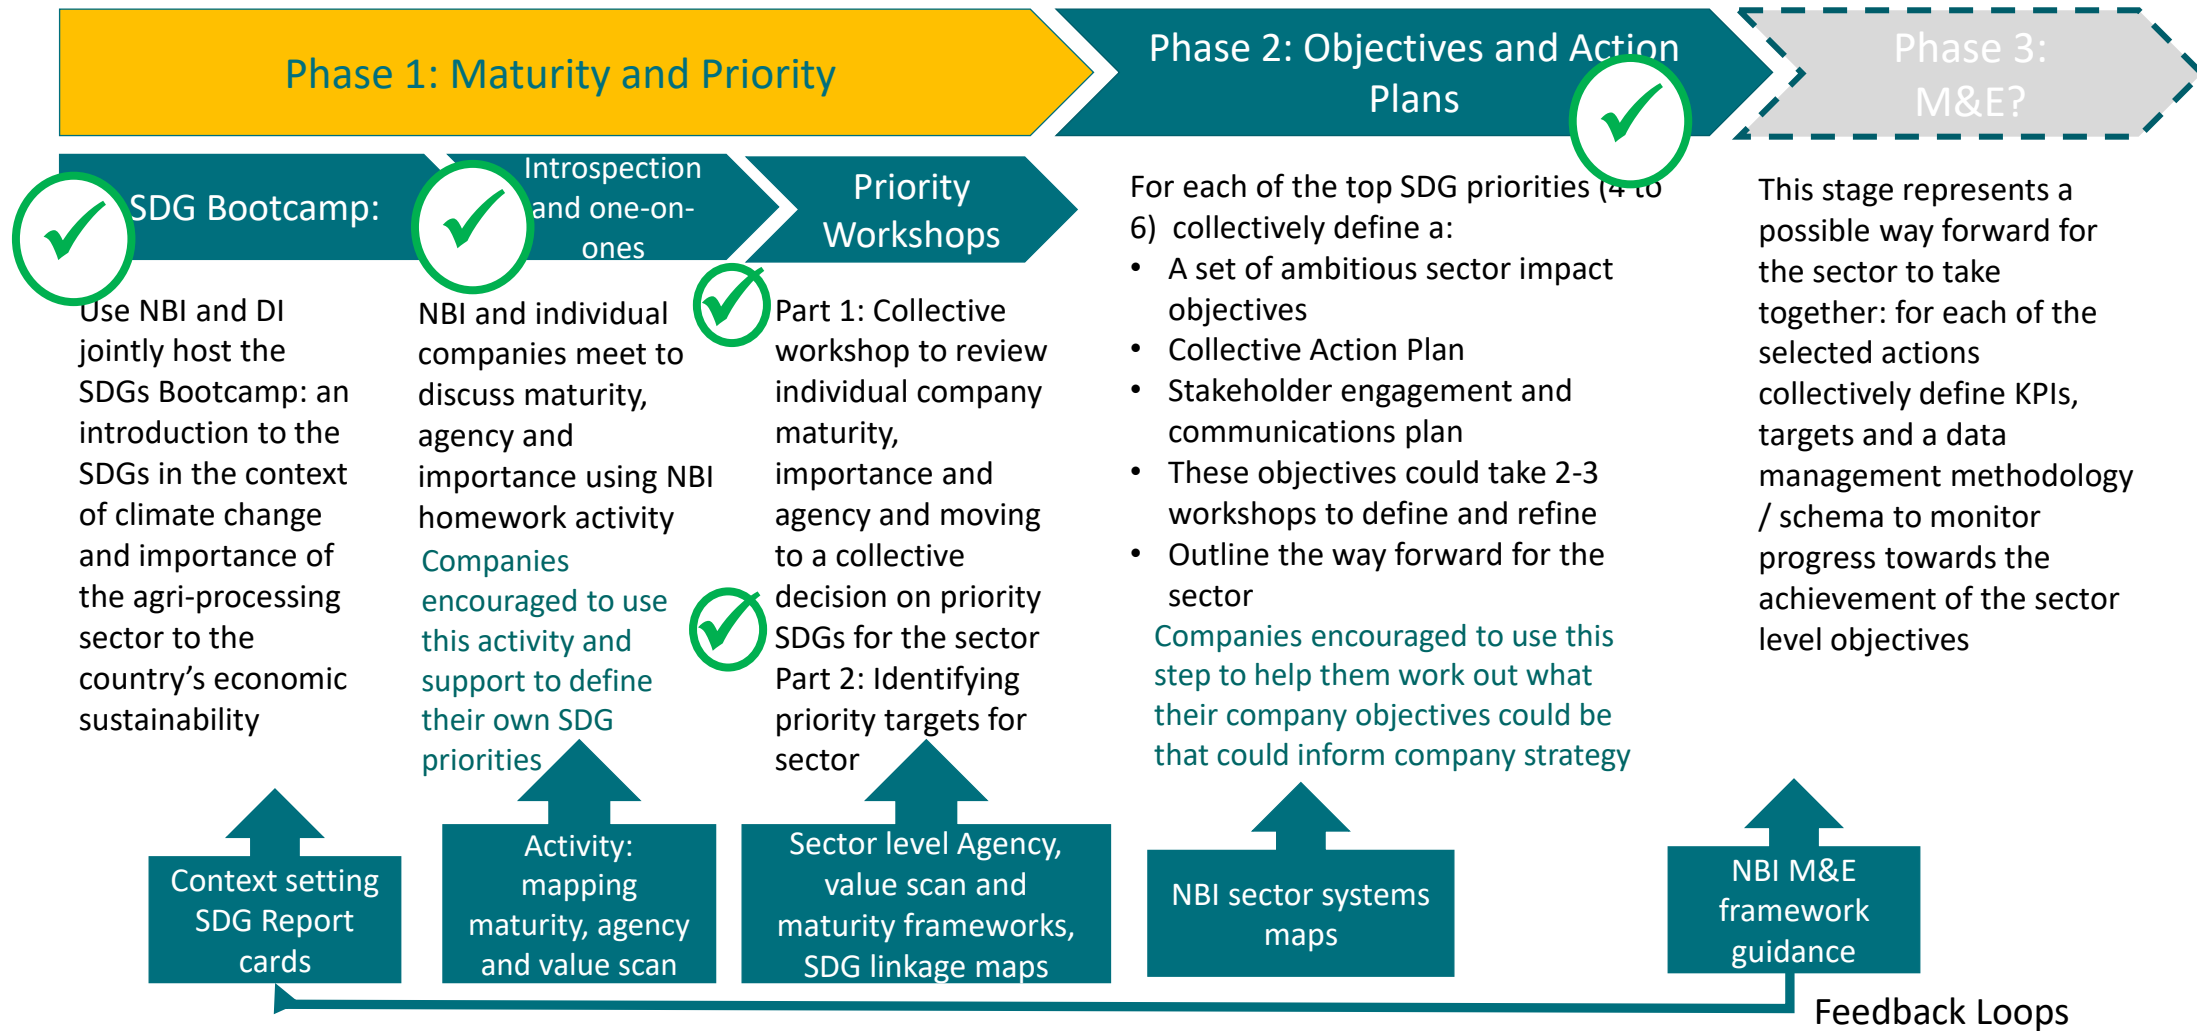 Phase 1: Maturity and Priority
Phase 2: Objectives and Action
Plans
Phase 3:
M&E?
SDG Bootcamp:
Introspection
and one-on-
ones
Priority
Workshops
Use NBI and DI
jointly host the
SDGs Bootcamp: an
introduction to the
SDGs in the context
of climate change
and importance of
the agri-processing
sector to the
country's economic
sustainability
NBI and individual
companies meet to
discuss maturity,
agency and
importance using NBI
homework activity
Companies
encouraged to use
this activity and
support to define
their own SDG
priorities
Part 1: Collective
workshop to review
individual company
maturity,
importance and
agency and moving
to a collective
decision on priority
SDGs for the sector
Part 2: Identifying
priority targets for
sector
For each of the top SDG priorities (4 to
6)  collectively define a:
• A set of ambitious sector impact
objectives
• Collective Action Plan
• Stakeholder engagement and
communications plan
• These objectives could take 2-3
workshops to define and refine
• Outline the way forward for the
sector
Companies encouraged to use this
step to help them work out what
their company objectives could be
that could inform company strategy
This stage represents a
possible way forward for
the sector to take
together: for each of the
selected actions
collectively define KPIs,
targets and a data
management methodology
/ schema to monitor
progress towards the
achievement of the sector
level objectives
Context setting
SDG Report
cards
Activity:
mapping
maturity, agency
and value scan
Sector level Agency,
value scan and
maturity frameworks,
SDG linkage maps
NBI sector systems
maps
NBI M&E
framework
guidance
Feedback Loops